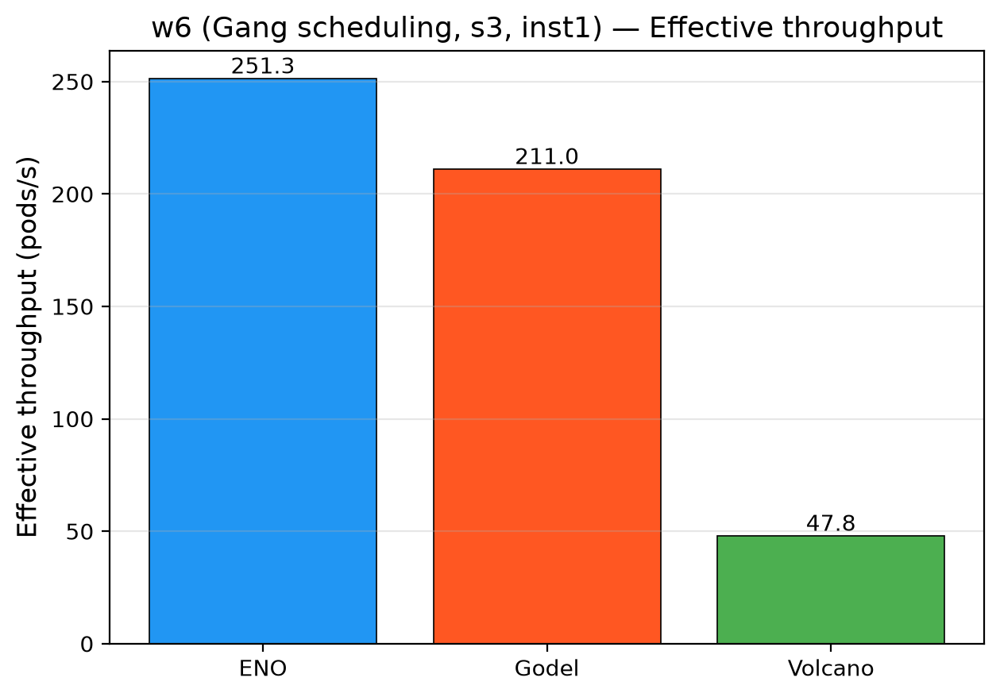 w6 (Gang scheduling, s3, inst1) — Effective throughput
Effective throughput (pods/s)
250
200
150
100
50
0
251.3
211.0
47.8
ENO
Godel
Volcano